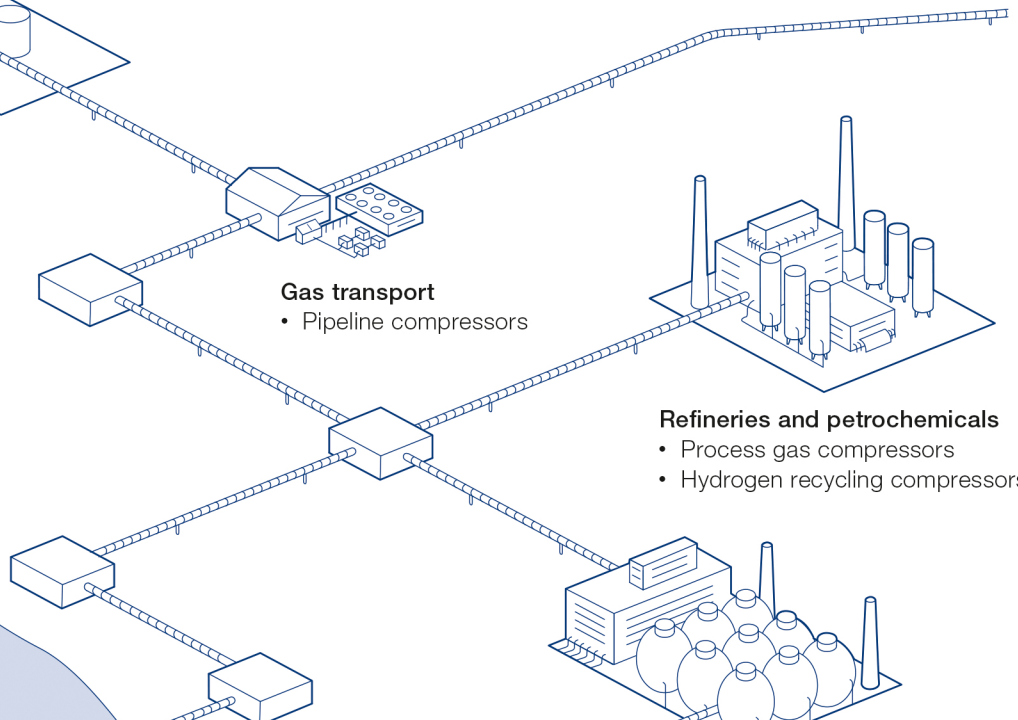 Gas transport
• Pipeline compressors
Refineries and petrochemicals
• Process gas compressors
• Hydrogen recycling compressors